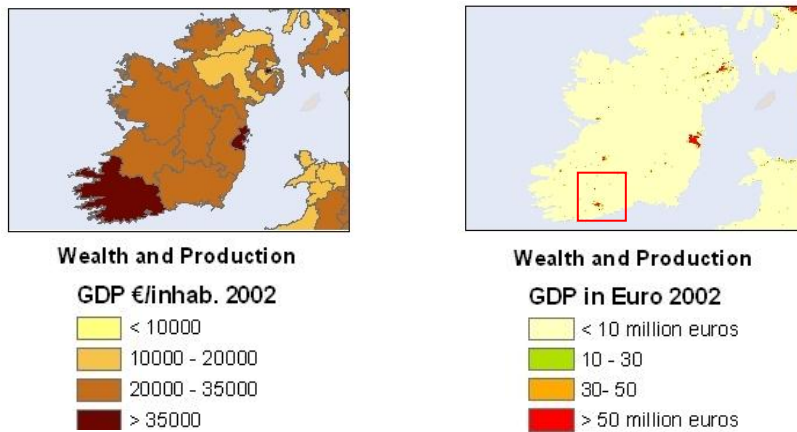 Wealth and Production
GDP €/inhab. 2002
< 10000
10000 - 20000
20000 - 35000
> 35000
Wealth and Production
GDP in Euro 2002
< 10 million euros
10 - 30
30- 50
> 50 million euros